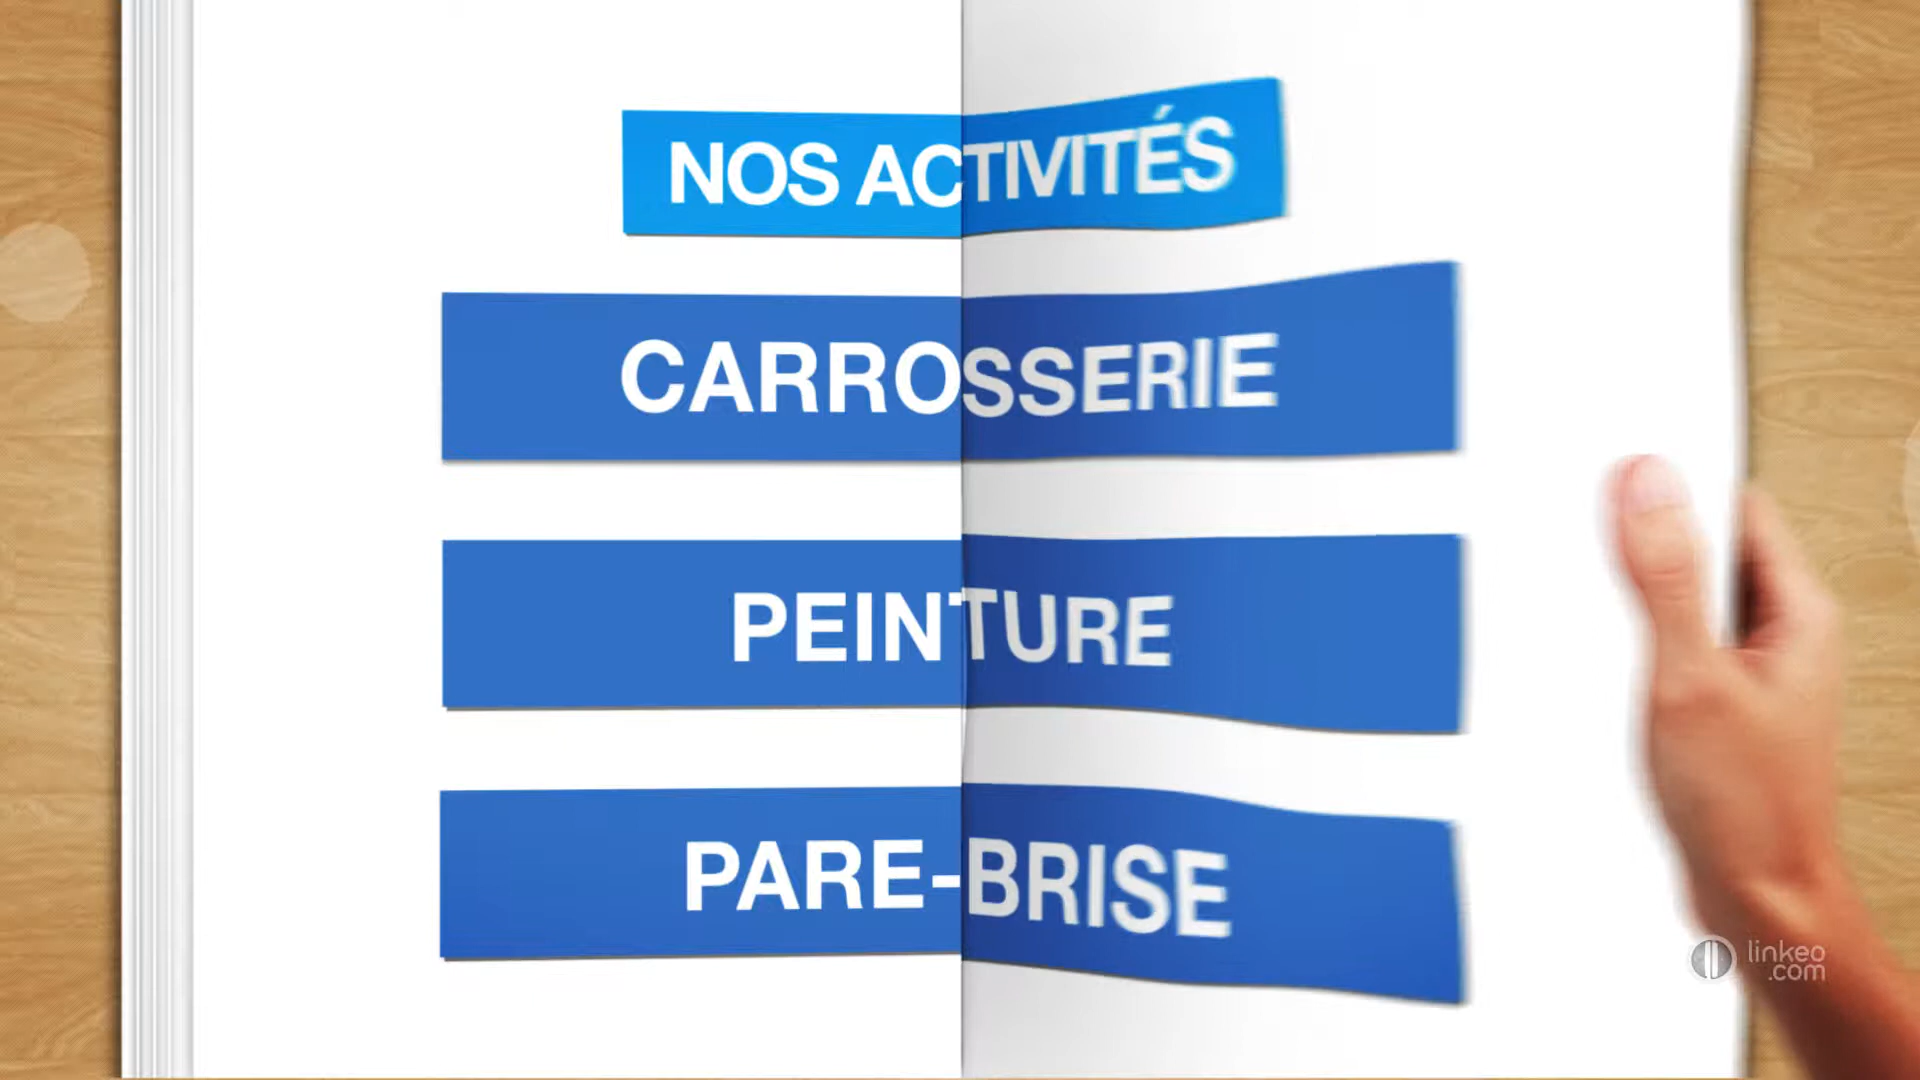 NOS ACTIVITÉS
CARROSSERIE
PEINTURE
PARE-BRISE
linkeo
.com